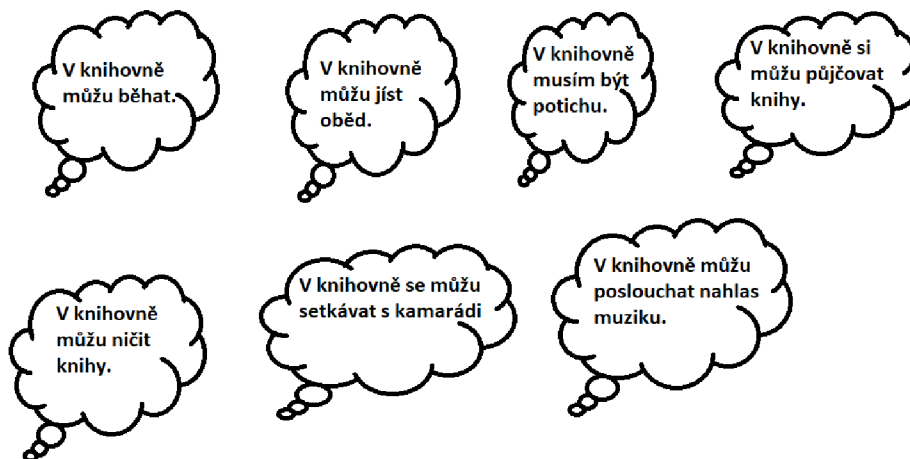 V knihovně
můžu běhat.
V knihovně
můžu jíst
oběd.
V knihovně
musím být
potichu.
V knihovně si
můžu půjčovat
knihy.
V knihovně
můžu ničit
knihy.
V knihovně se můžu
setkávat s kamarádi
V knihovně můžu
poslouchat nahlas
muziku.